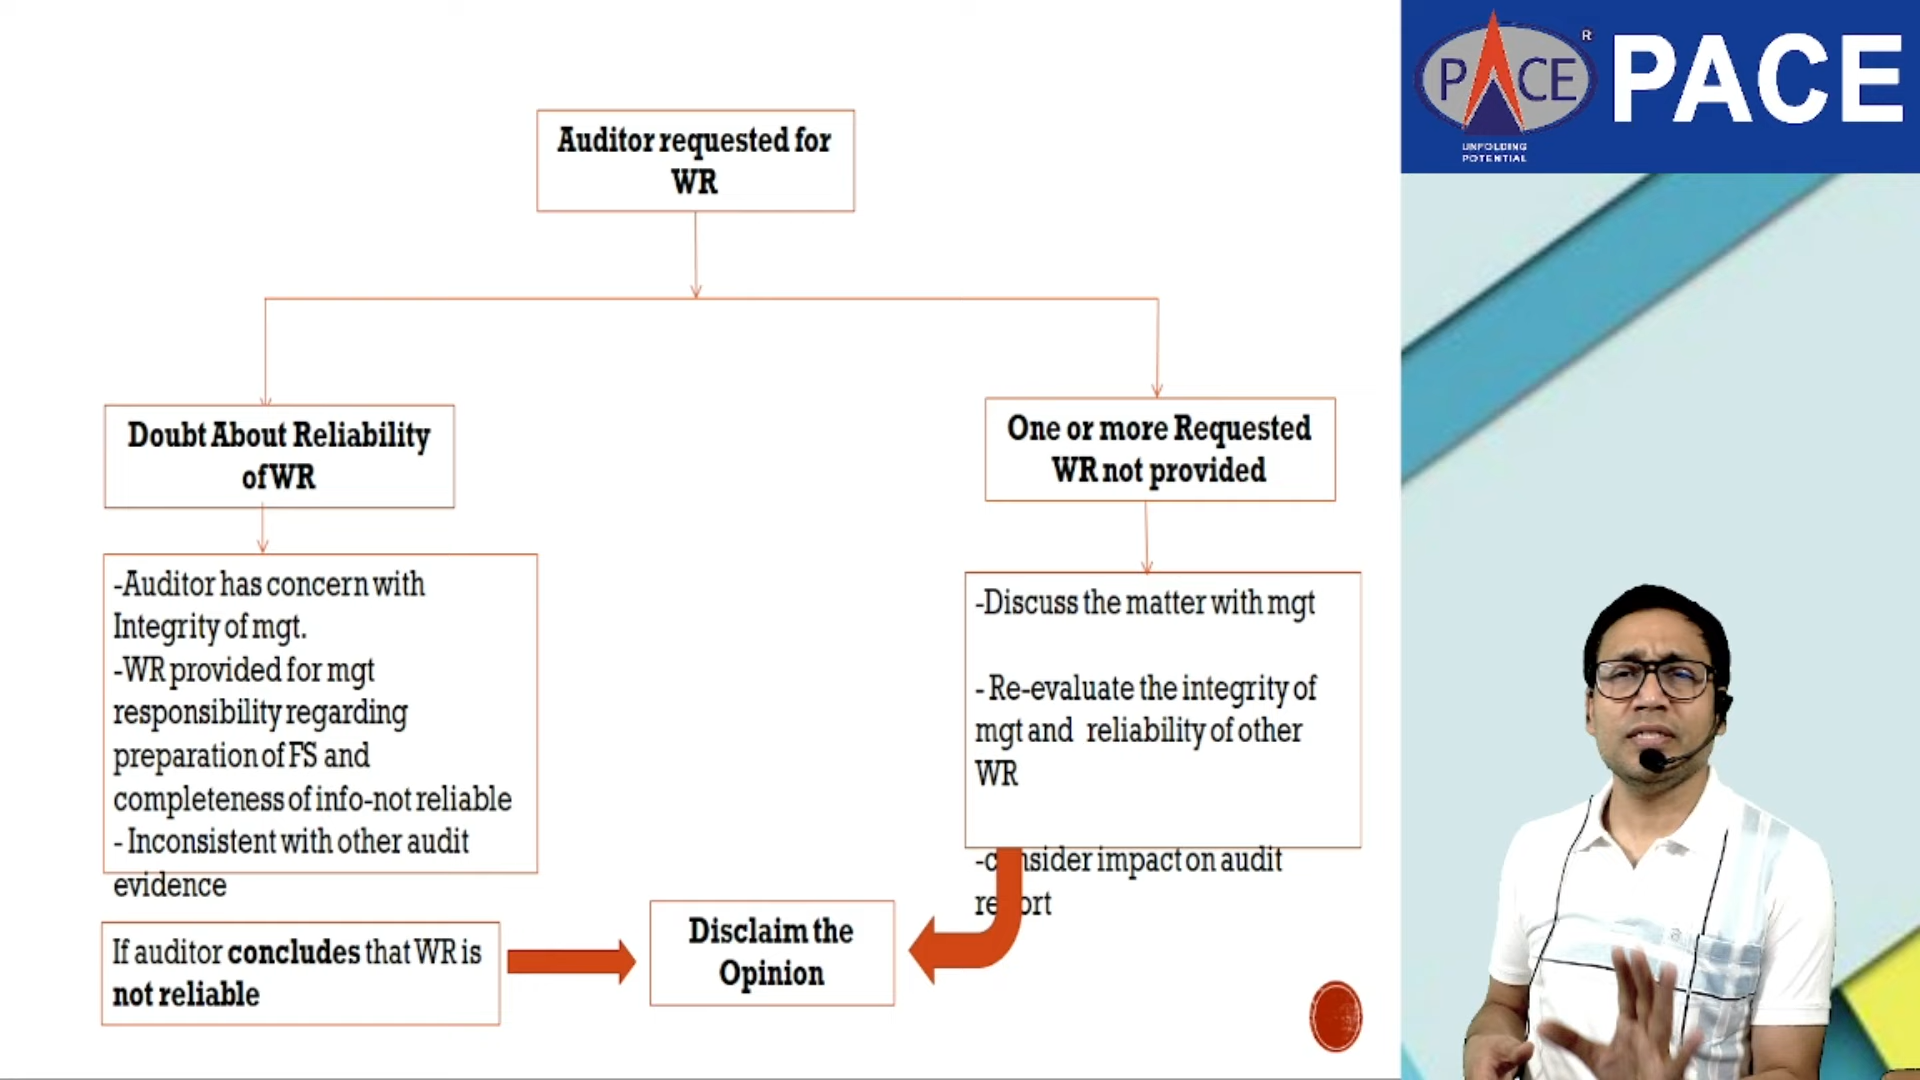 Auditor requested for
WR
Doubt About Reliability
of WR
One or more Requested
WR not provided
-Auditor has concern with
Integrity of mgt.
-WR provided for mgt
responsibility regarding
preparation of FS and
completeness of info-not reliable
- Inconsistent with other audit
evidence
-Discuss the matter with mgt
- Re-evaluate the integrity of
mgt and reliability of other
WR
-consider impact on audit
report
If auditor concludes that WR is
not reliable
Disclaim the
Opinion
PACE
R
UNFOLDING
POTENTIAL
PACE